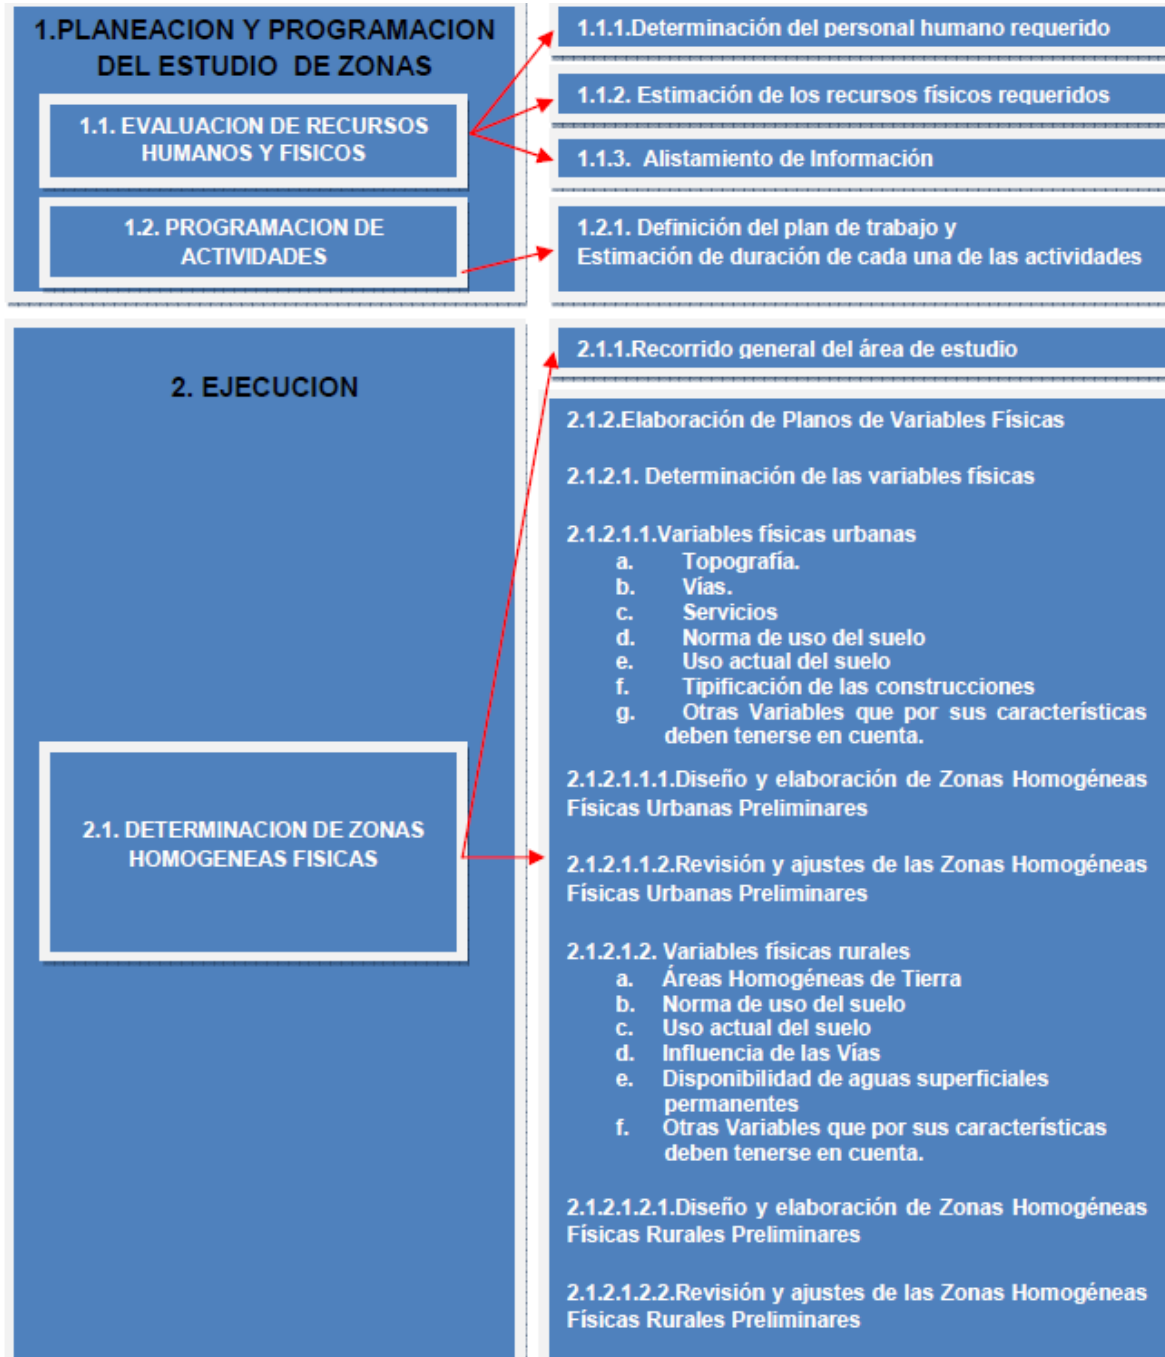 1.PLANEACION Y PROGRAMACION
DEL ESTUDIO DE ZONAS
1.1. EVALUACION DE RECURSOS
HUMANOS Y FISICOS
1.1.1.Determinación del personal humano requerido
1.1.2. Estimación de los recursos físicos requeridos
1.1.3. Alistamiento de Información
1.2. PROGRAMACION DE
ACTIVIDADES
1.2.1. Definición del plan de trabajo y
Estimación de duración de cada una de las actividades
2. EJECUCION
2.1. DETERMINACION DE ZONAS
HOMOGENEAS FISICAS
2.1.1.Recorrido general del área de estudio
2.1.2.Elaboración de Planos de Variables Físicas
2.1.2.1. Determinación de las variables físicas
2.1.2.1.1.Variables físicas urbanas
a. Topografía.
b. Vías.
c. Servicios
d. Norma de uso del suelo
e. Uso actual del suelo
f. Tipificación de las construcciones
g. Otras Variables que por sus características
deben tenerse en cuenta.
2.1.2.1.1.1.Diseño y elaboración de Zonas Homogéneas
Físicas Urbanas Preliminares
2.1.2.1.1.2.Revisión y ajustes de las Zonas Homogéneas
Físicas Urbanas Preliminares
2.1.2.1.2. Variables físicas rurales
a. Áreas Homogéneas de Tierra
b. Norma de uso del suelo
c. Uso actual del suelo
d. Influencia de las Vías
e. Disponibilidad de aguas superficiales
permanentes
f. Otras Variables que por sus características
deben tenerse en cuenta.
2.1.2.1.2.1.Diseño y elaboración de Zonas Homogéneas
Físicas Rurales Preliminares
2.1.2.1.2.2.Revisión y ajustes de las Zonas Homogéneas
Físicas Rurales Preliminares